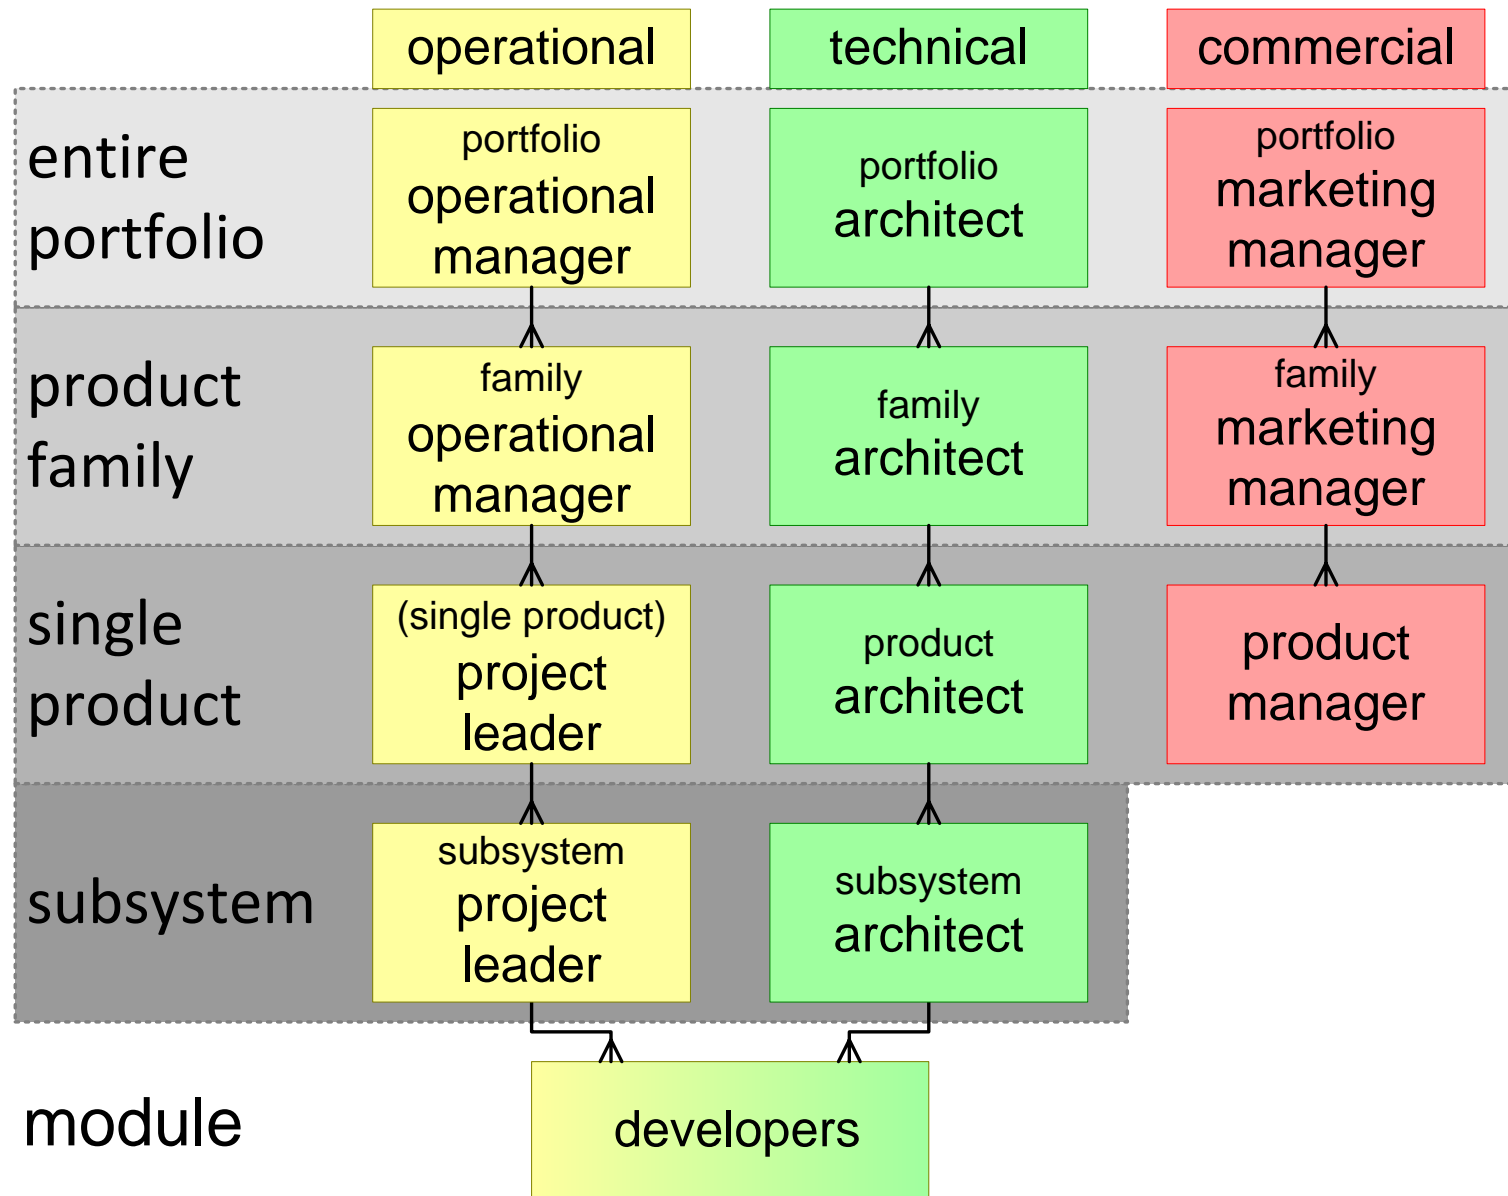 operational
technical
commercial
entire
portfolio
portfolio
operational
manager
portfolio
architect
portfolio
marketing
manager
product
family
family
operational
manager
family
architect
family
marketing
manager
single
product
(single product)
project
leader
product
architect
product
manager
subsystem
subsystem
project
leader
subsystem
architect
module
developers